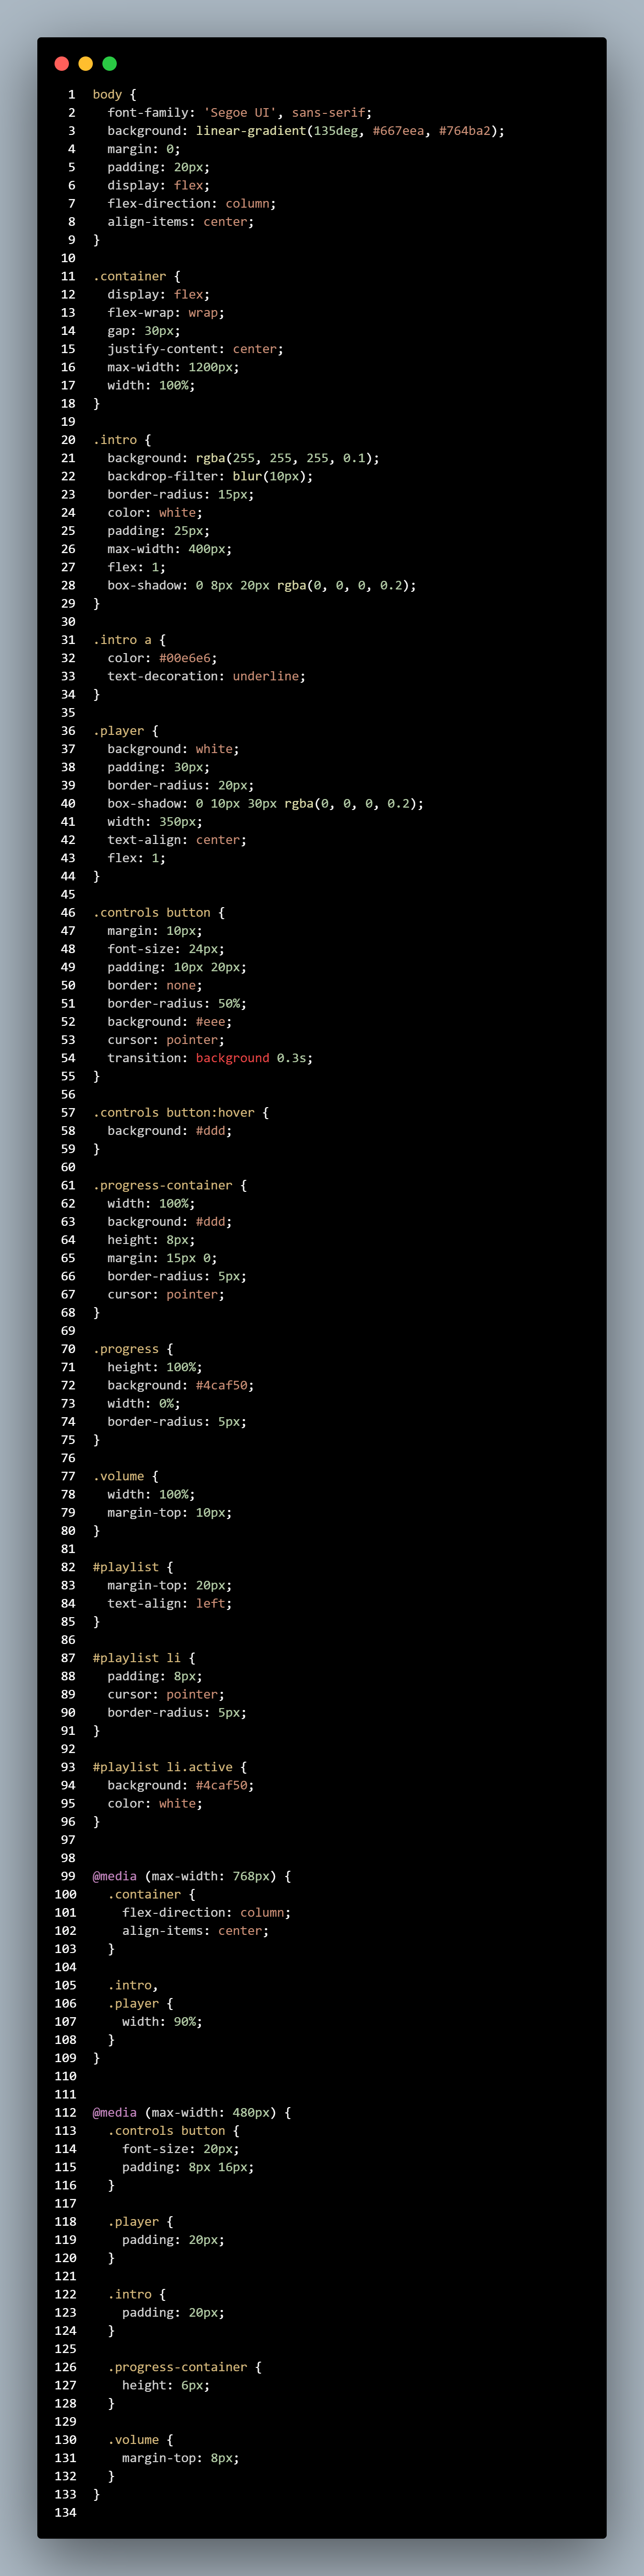 1 body {
2   font-family: 'Segoe UI', sans-serif;
3   background: linear-gradient(135deg, #667eea, #764ba2);
4   margin: 0;
5   padding: 20px;
6   display: flex;
7   flex-direction: column;
8   align-items: center;
9 }
10
11 .container {
12   display: flex;
13   flex-wrap: wrap;
14   gap: 30px;
15   justify-content: center;
16   max-width: 1200px;
17   width: 100%;
18 }
19
20 .intro {
21   background: rgba(255, 255, 255, 0.1);
22   backdrop-filter: blur(10px);
23   border-radius: 15px;
24   color: white;
25   padding: 25px;
26   max-width: 400px;
27   flex: 1;
28   box-shadow: 0 8px 20px rgba(0, 0, 0, 0.2);
29 }
30
31 .intro a {
32   color: #00e6e6;
33   text-decoration: underline;
34 }
35
36 .player {
37   background: white;
38   padding: 30px;
39   border-radius: 20px;
40   box-shadow: 0 10px 30px rgba(0, 0, 0, 0.2);
41   width: 350px;
42   text-align: center;
43   flex: 1;
44 }
45
46 .controls button {
47   margin: 10px;
48   font-size: 24px;
49   padding: 10px 20px;
50   border: none;
51   border-radius: 50%;
52   background: #eee;
53   cursor: pointer;
54   transition: background 0.3s;
55 }
56
57 .controls button:hover {
58   background: #ddd;
59 }
60
61 .progress-container {
62   width: 100%;
63   background: #ddd;
64   height: 8px;
65   margin: 15px 0;
66   border-radius: 5px;
67   cursor: pointer;
68 }
69
70 .progress {
71   height: 100%;
72   background: #4caf50;
73   width: 0%;
74   border-radius: 5px;
75 }
76
77 .volume {
78   width: 100%;
79   margin-top: 10px;
80 }
81
82 #playlist {
83   margin-top: 20px;
84   text-align: left;
85 }
86
87 #playlist li {
88   padding: 8px;
89   cursor: pointer;
90   border-radius: 5px;
91 }
92
93 #playlist li.active {
94   background: #4caf50;
95   color: white;
96 }
97
98
99 @media (max-width: 768px) {
100   .container {
101     flex-direction: column;
102     align-items: center;
103   }
104
105   .intro,
106   .player {
107     width: 90%;
108   }
109 }
110
111
112 @media (max-width: 480px) {
113   .controls button {
114     font-size: 20px;
115     padding: 8px 16px;
116   }
117
118   .player {
119     padding: 20px;
120   }
121
122   .intro {
123     padding: 20px;
124   }
125
126   .progress-container {
127     height: 6px;
128   }
129
130   .volume {
131     margin-top: 8px;
132   }
133 }
134